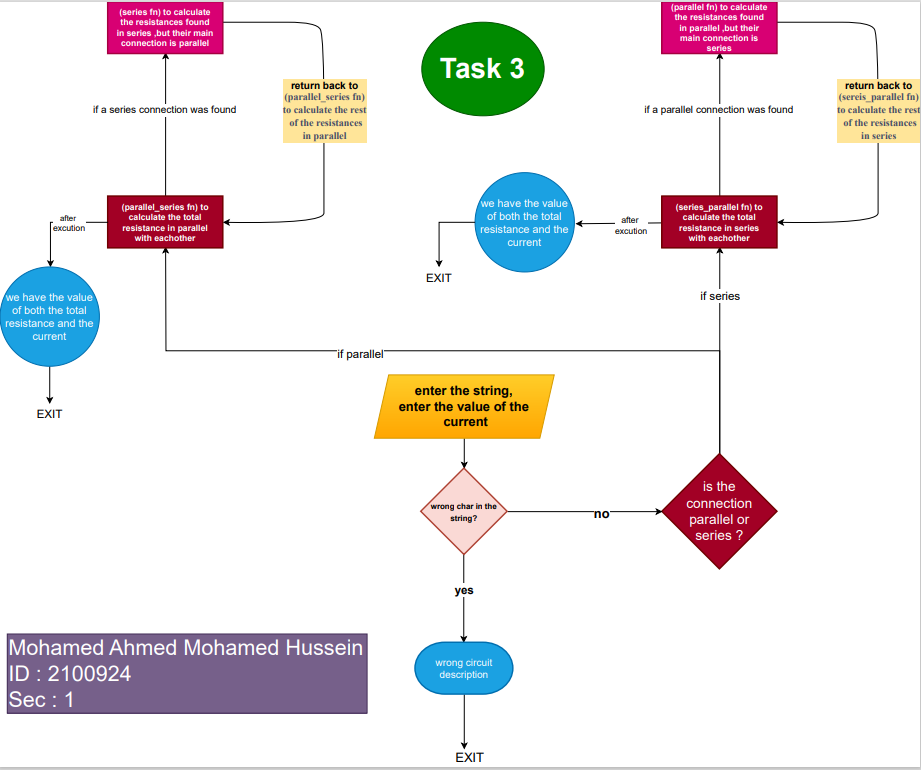 (series fn) to calculate
the resistances found
in series ,but their main
connection is parallel
Task 3
(parallel fn) to calculate
the resistances found
in parallel ,but their
main connection is
series
return back to
(parallel_series fn)
to calculate the rest
of the resistances
in parallel
if a series connection was found
return back to
(sereis_parallel fn)
to calculate the rest
of the resistances
in series
if a parallel connection was found
(parallel_series fn) to
calculate the total
resistance in parallel
with eachother
after
excution
we have the value
of both the total
resistance and the
current
EXIT
(series_parallel fn) to
calculate the total
resistance in series
with eachother
after
excution
we have the value
of both the total
resistance and the
current
EXIT
if series
if parallel
enter the string,
enter the value of the
current
wrong char in the
string?
no
is the
connection
parallel or
series ?
yes
wrong circuit
description
EXIT
Mohamed Ahmed Mohamed Hussein
ID : 2100924
Sec : 1